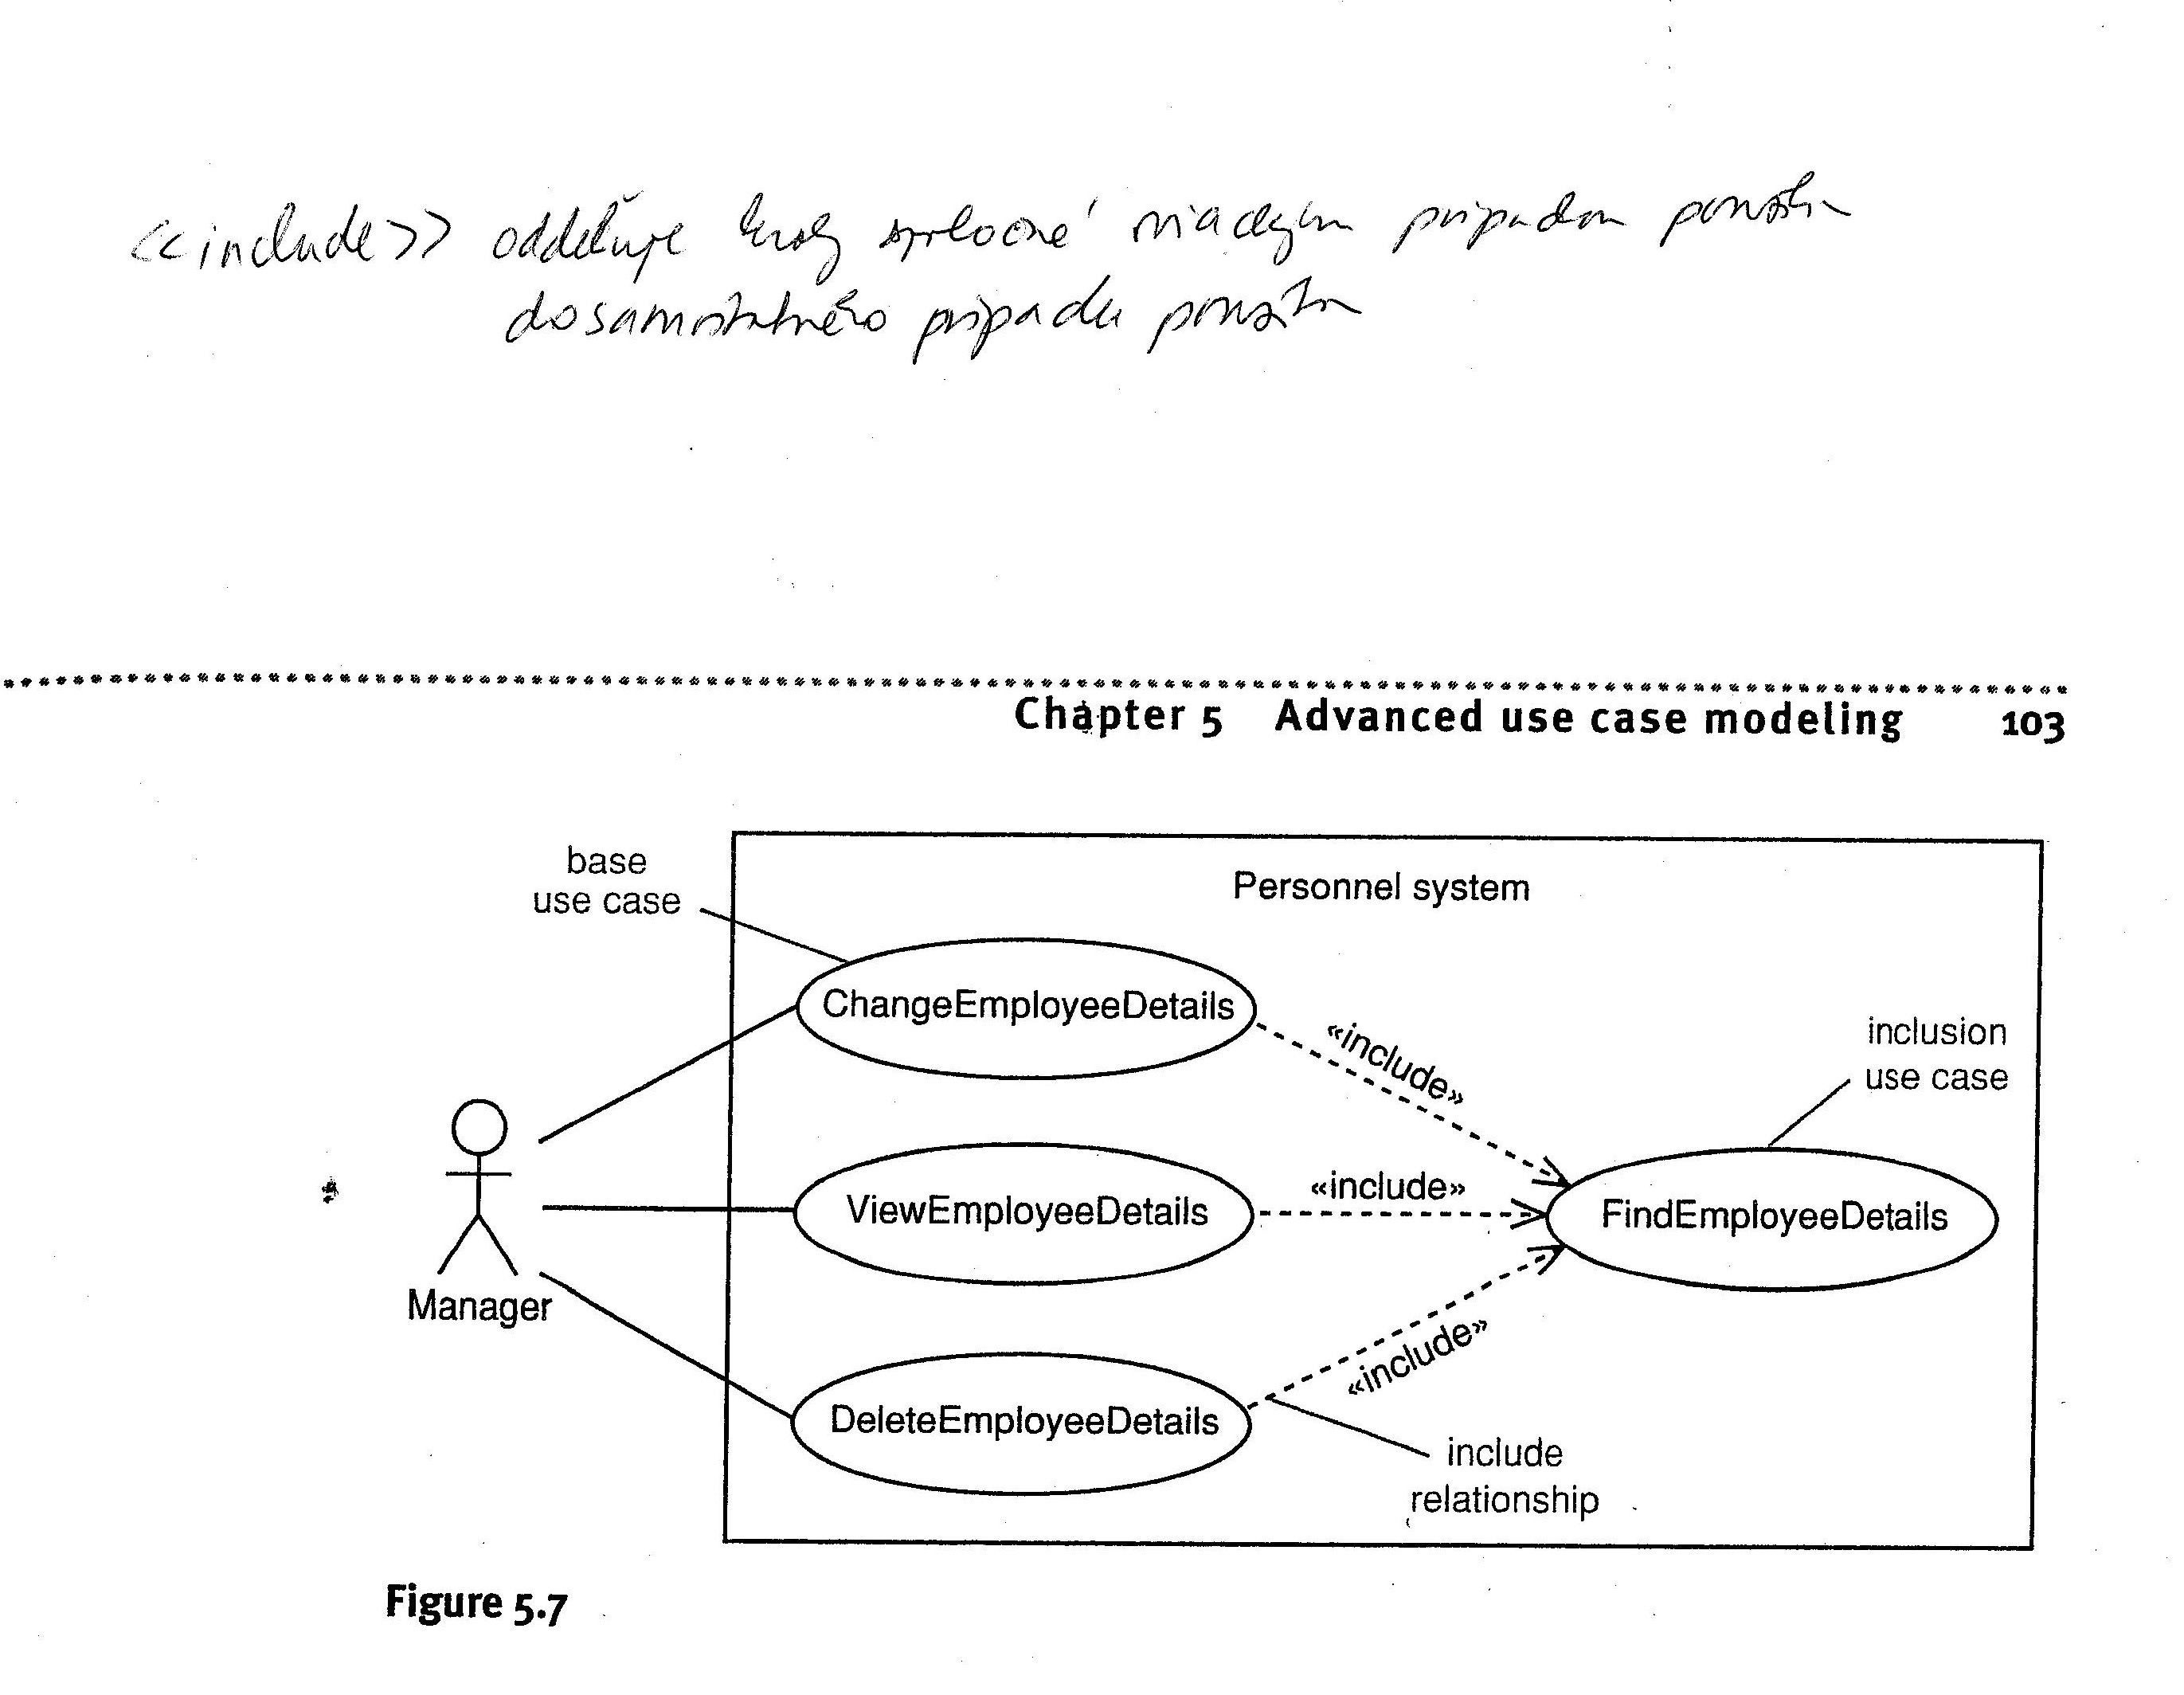 <<include>> oddeľuje kroky spoločné viacerým prípadom použitia
do samostatného prípadu použitia
Chapter 5 Advanced use case modeling 103
base
use case
Personnel system
ChangeEmployeeDetails
«include»
inclusion
use case
ViewEmployeeDetails
«include»
FindEmployeeDetails
Manager
«include»
DeleteEmployeeDetails
include
relationship
Figure 5.7